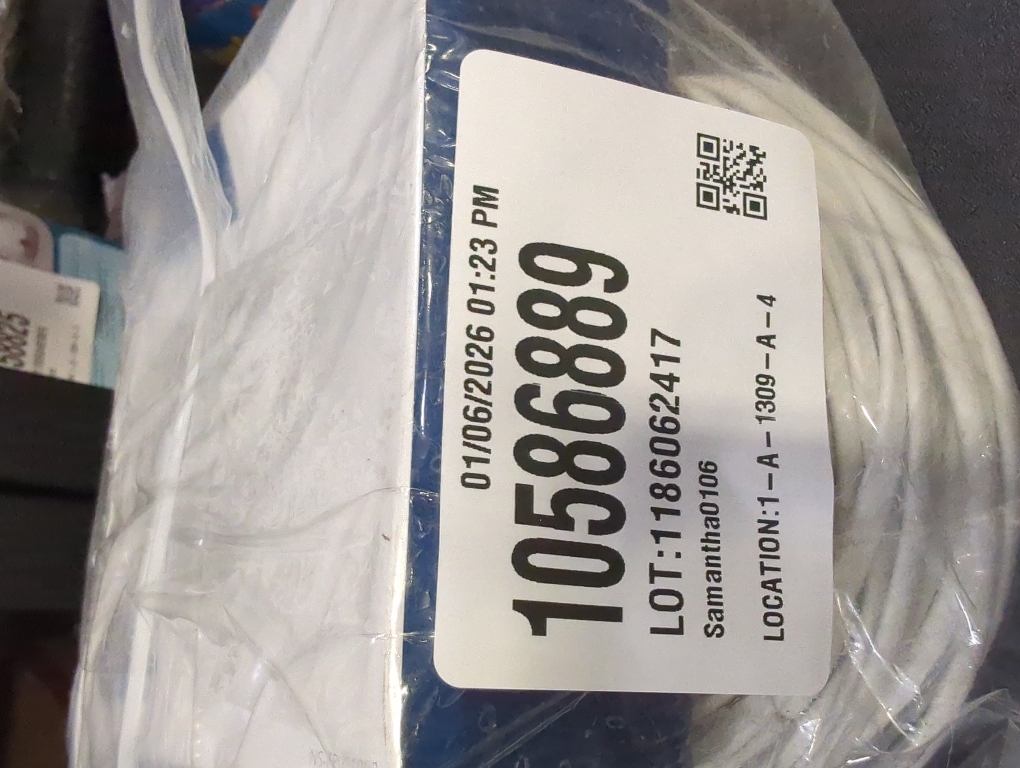 01/06/2026 01:23 PM
10586889
LOT:1186062417
Samantha0106
LOCATION:1-A-1309-A-4